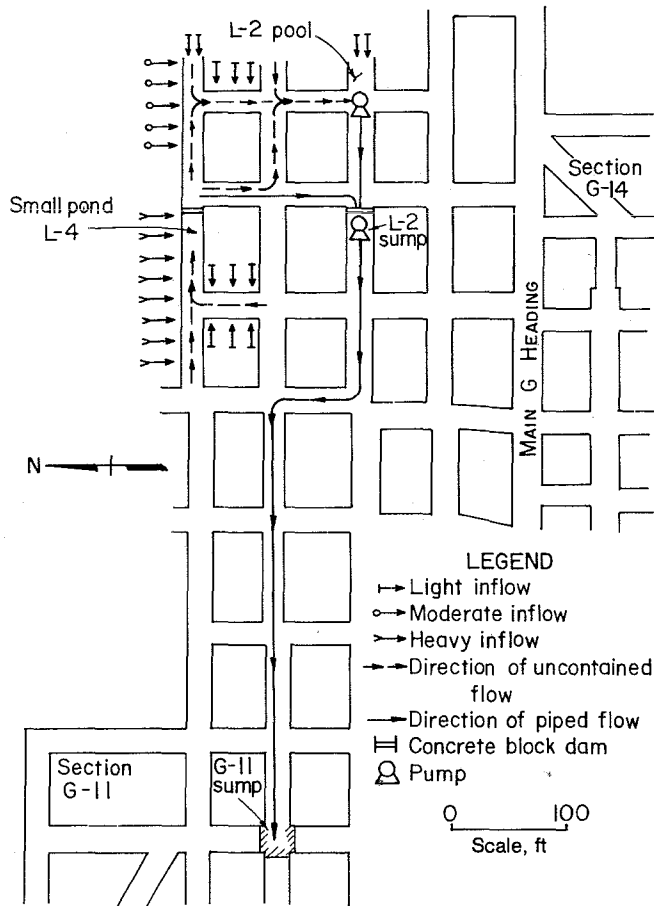 L-2 pool
Section
G-14
Small pond
L-4
L-2
sump
MAIN G HEADING
N
LEGEND
Light inflow
Moderate inflow
Heavy inflow
Direction of uncontained
flow
Direction of piped flow
Concrete block dam
Pump
Section
G-11
G-11
sump
0 100
Scale, ft